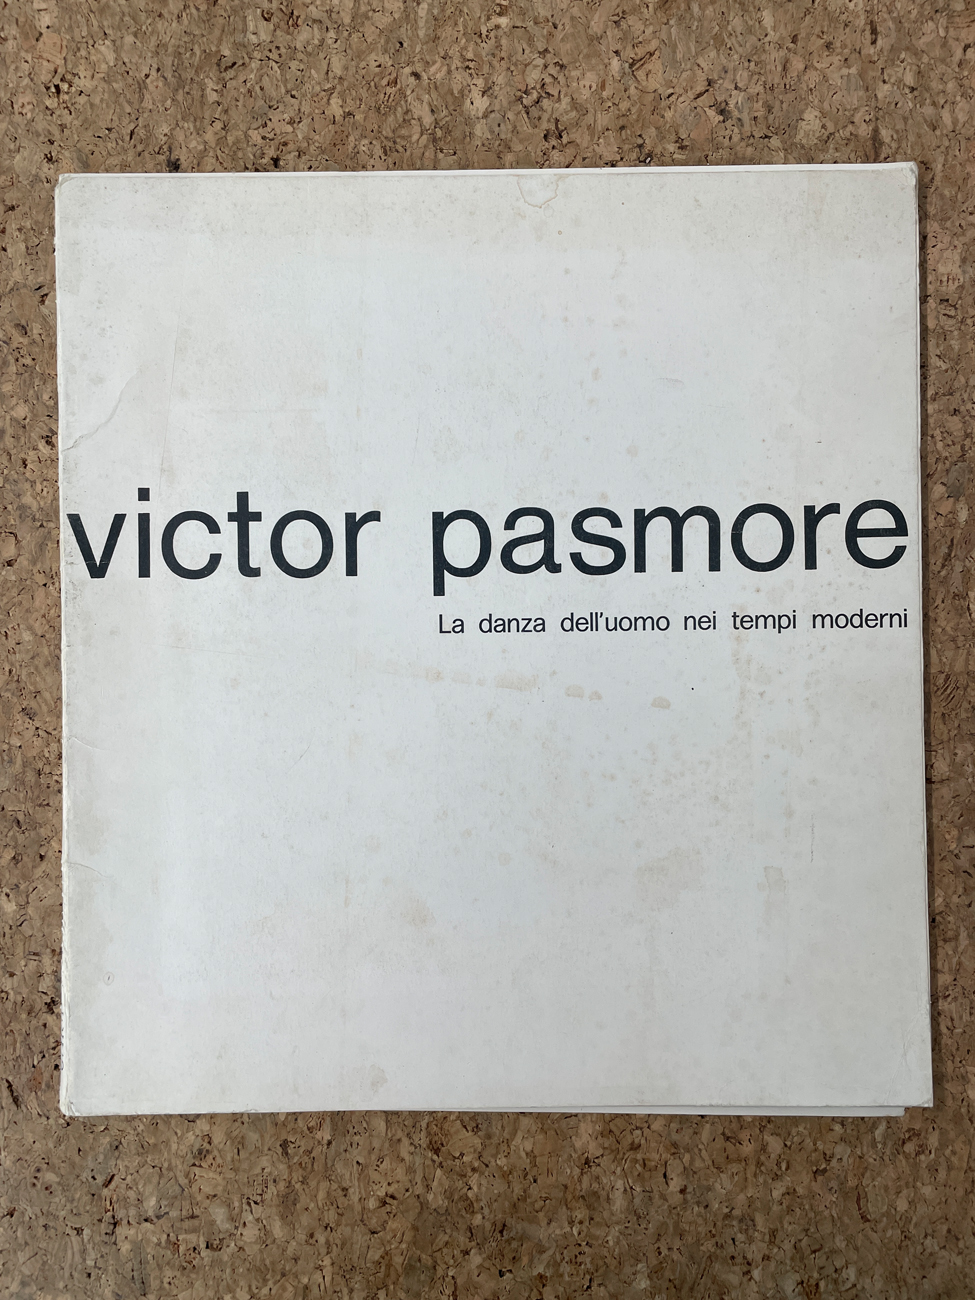 victor pasmore
La danza dell'uomo nei tempi moderni